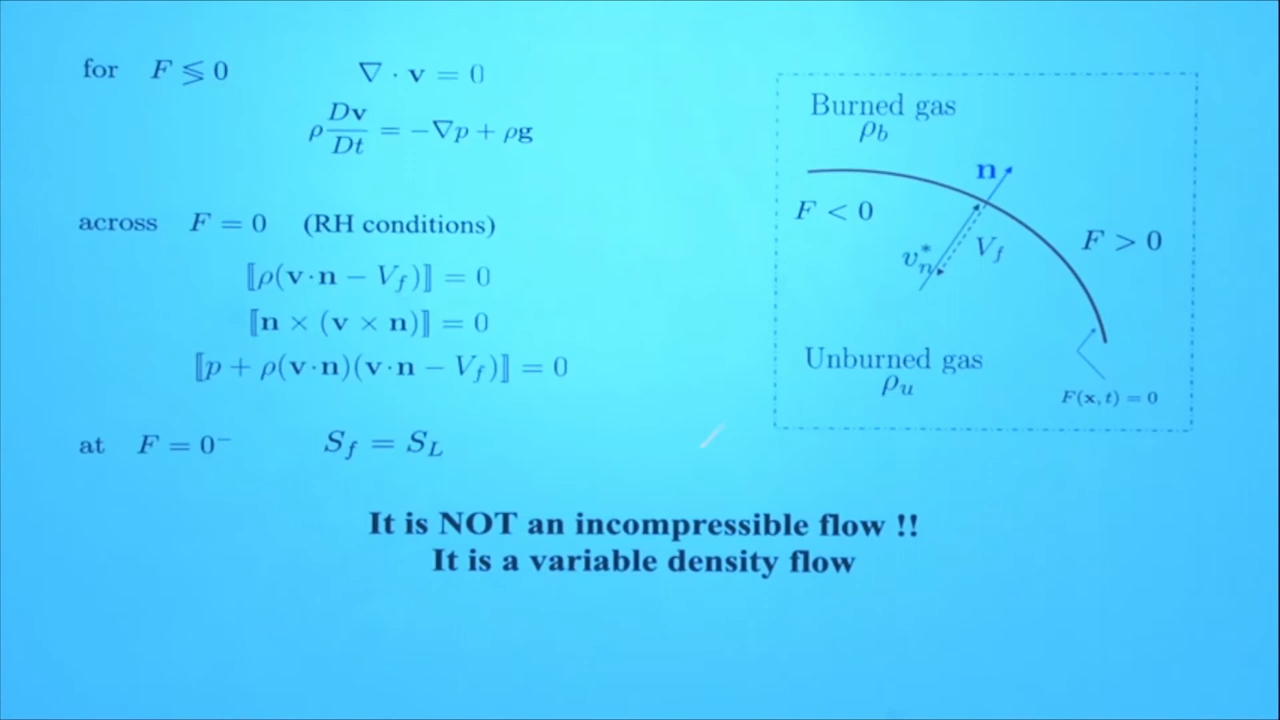 for F ≶ 0 ∇ · v = 0
ρ Dv/Dt = −∇p + ρg
across F = 0 (RH conditions)
⟦ρ(v·n − V_f)⟧ = 0
⟦n × (v × n)⟧ = 0
⟦p + ρ(v·n)(v·n − V_f)⟧ = 0
at F = 0⁻ S_f = S_L
It is NOT an incompressible flow !!
It is a variable density flow
Burned gas
ρ_b
n
F < 0
F > 0
v*_n
V_f
Unburned gas
ρ_u
F(x, t) = 0